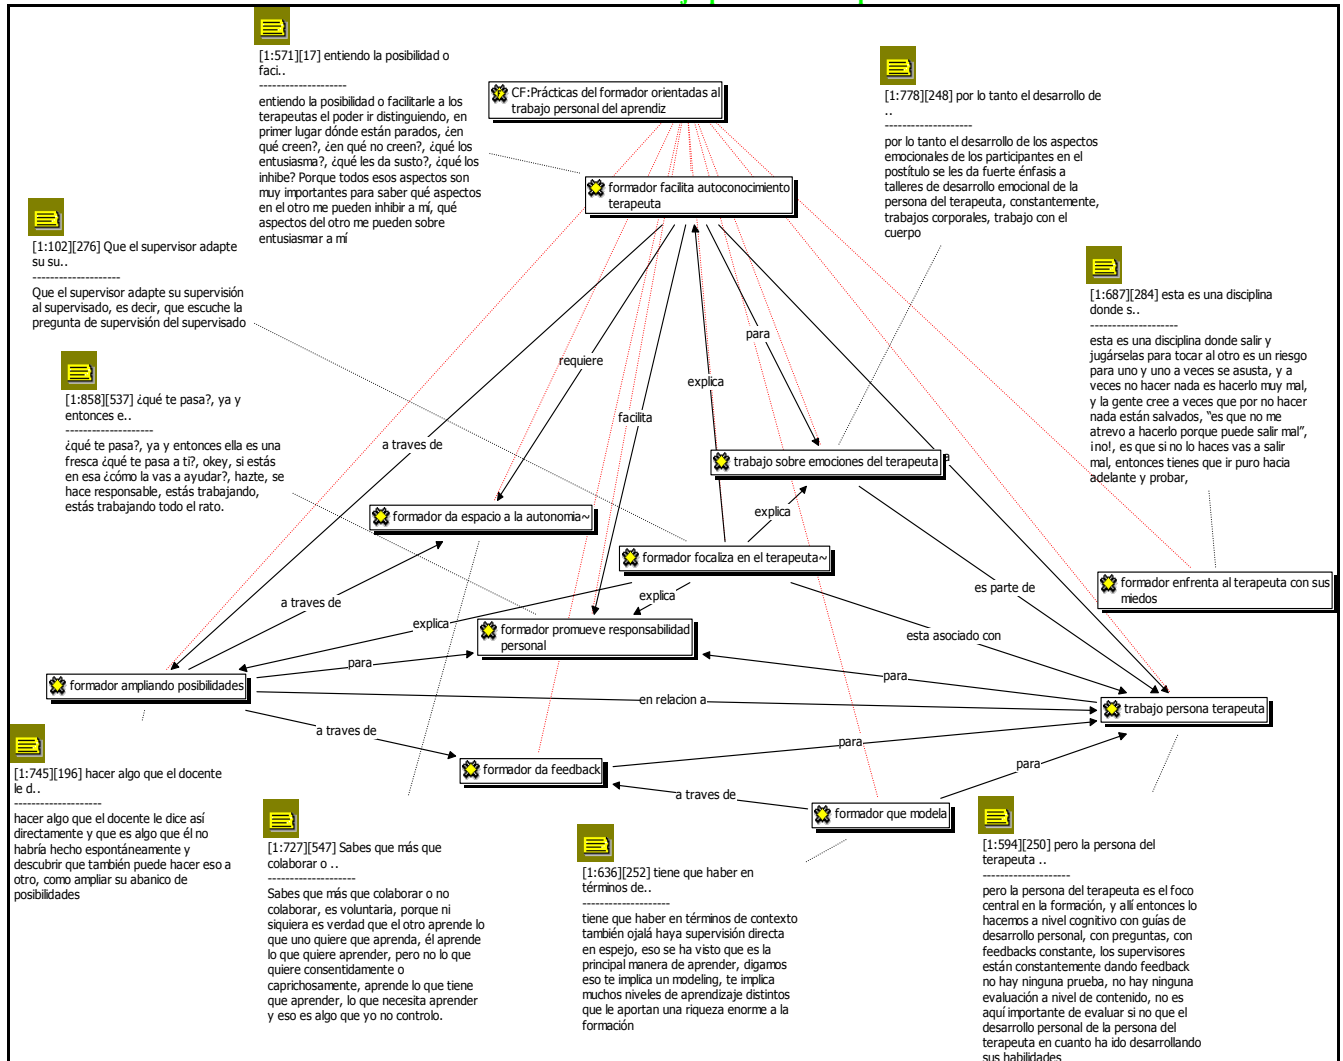 [1:571][17] entiendo la posibilidad o
faci..
--------------------
entiendo la posibilidad o facilitarle a los
terapeutas el poder ir distinguiendo, en
primer lugar dónde están parados, ¿en
qué creen?, ¿en qué no creen?, ¿qué los
entusiasma?, ¿qué les da susto?, ¿qué los
inhibe? Porque todos esos aspectos son
muy importantes para saber qué aspectos
en el otro me pueden inhibir a mí, qué
aspectos del otro me pueden sobre
entusiasmar a mí
CF:Prácticas del formador orientadas al
trabajo personal del aprendiz
[1:778][248] por lo tanto el desarrollo de
..
--------------------
por lo tanto el desarrollo de los aspectos
emocionales de los participantes en el
postítulo se les da fuerte énfasis a
talleres de desarrollo emocional de la
persona del terapeuta, constantemente,
trabajos corporales, trabajo con el
cuerpo
formador facilita autoconocimiento
terapeuta
[1:102][276] Que el supervisor adapte
su su..
--------------------
Que el supervisor adapte su supervisión
al supervisado, es decir, que escuche la
pregunta de supervisión del supervisado
[1:687][284] esta es una disciplina
donde s..
--------------------
esta es una disciplina donde salir y
jugárselas para tocar al otro es un riesgo
para uno y uno a veces se asusta, y a
veces no hacer nada es hacerlo muy mal,
y la gente cree a veces que por no hacer
nada están salvados, "es que no me
atrevo a hacerlo porque puede salir mal",
¡no!, es que si no lo haces vas a salir
mal, entonces tienes que ir puro hacia
adelante y probar,
[1:858][537] ¿qué te pasa?, ya y
entonces e..
--------------------
¿qué te pasa?, ya y entonces ella es una
fresca ¿qué te pasa a ti?, okey, si estás
en esa ¿cómo la vas a ayudar?, hazte, se
hace responsable, estás trabajando,
estás trabajando todo el rato.
para
requiere
explica
facilita
a traves de
trabajo sobre emociones del terapeuta
formador da espacio a la autonomia~
explica
formador focaliza en el terapeuta~
formador enfrenta al terapeuta con sus
miedos
es parte de
explica
a traves de
explica
formador promueve responsabilidad
personal
esta asociado con
para
para
formador ampliando posibilidades
en relacion a
trabajo persona terapeuta
a traves de
para
formador da feedback
para
a traves de
formador que modela
[1:745][196] hacer algo que el docente
le d..
--------------------
hacer algo que el docente le dice así
directamente y que es algo que él no
habría hecho espontáneamente y
descubrir que también puede hacer eso a
otro, como ampliar su abanico de
posibilidades
[1:727][547] Sabes que más que
colaborar o ..
--------------------
Sabes que más que colaborar o no
colaborar, es voluntaria, porque ni
siquiera es verdad que el otro aprende lo
que uno quiere que aprenda, él aprende
lo que quiere aprender, pero no lo que
quiere consentidamente o
caprichosamente, aprende lo que tiene
que aprender, lo que necesita aprender
y eso es algo que yo no controlo.
[1:636][252] tiene que haber en
términos de..
--------------------
tiene que haber en términos de contexto
también ojalá haya supervisión directa
en espejo, eso se ha visto que es la
principal manera de aprender, digamos
eso te implica un modeling, te implica
muchos niveles de aprendizaje distintos
que le aportan una riqueza enorme a la
formación
[1:594][250] pero la persona del
terapeuta ..
--------------------
pero la persona del terapeuta es el foco
central en la formación, y allí entonces lo
hacemos a nivel cognitivo con guías de
desarrollo personal, con preguntas, con
feedbacks constante, los supervisores
están constantemente dando feedback
no hay ninguna prueba, no hay ninguna
evaluación a nivel de contenido, no es
aquí importante de evaluar si no que el
desarrollo personal de la persona del
terapeuta en cuanto ha ido desarrollando
sus habilidades